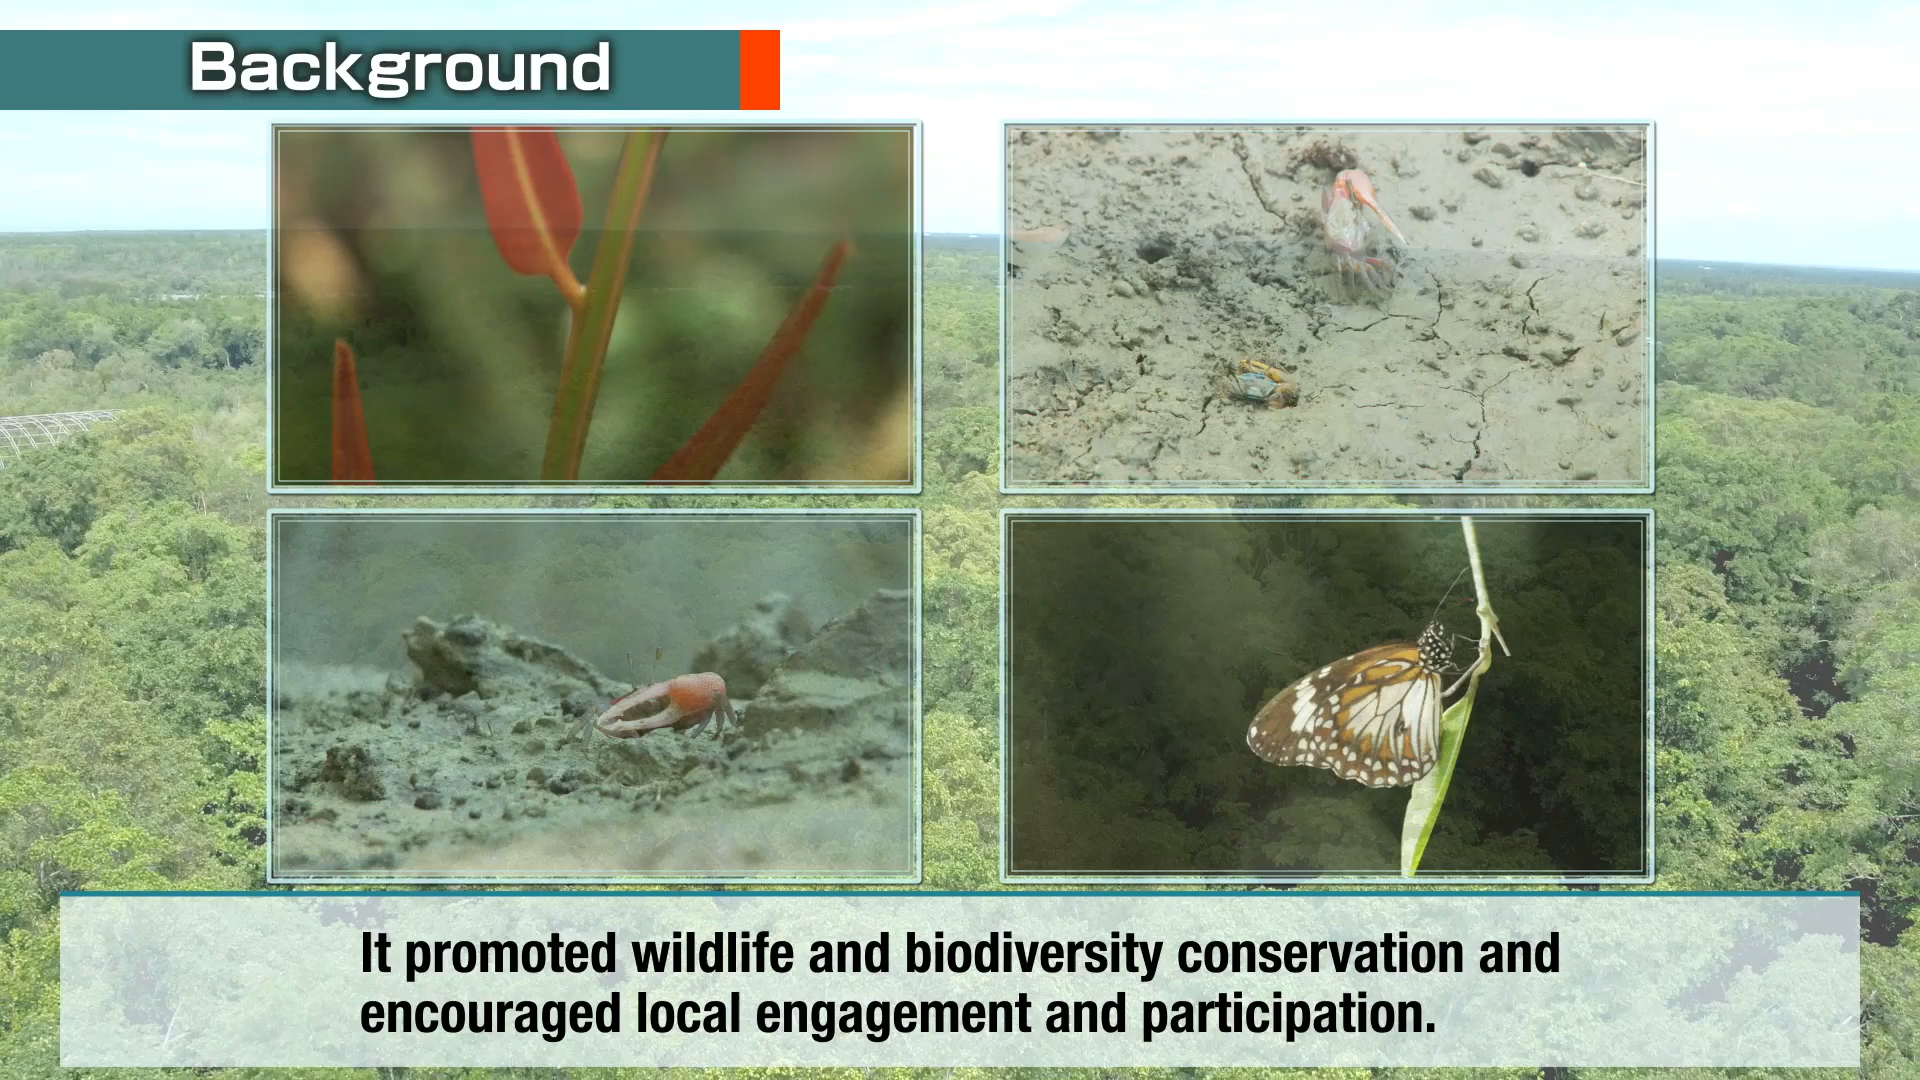 Background
It promoted wildlife and biodiversity conservation and
encouraged local engagement and participation.